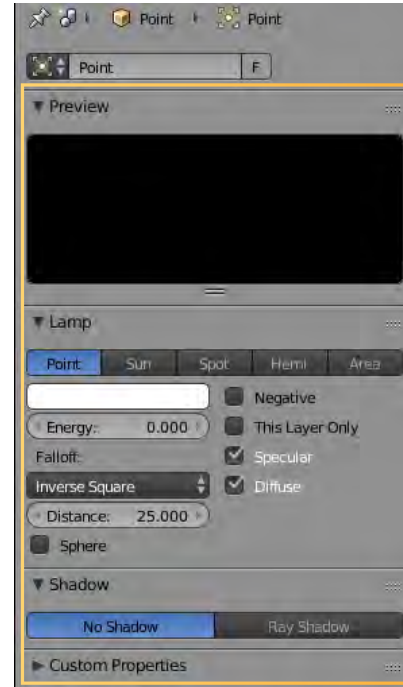 Point Point
Point F
Preview
Lamp
Point Sun Spot Hemi Area
Negative
Energy: 0.000 This Layer Only
Falloff: Specular
Inverse Square Diffuse
Distance: 25.000
Sphere
Shadow
No Shadow Ray Shadow
Custom Properties